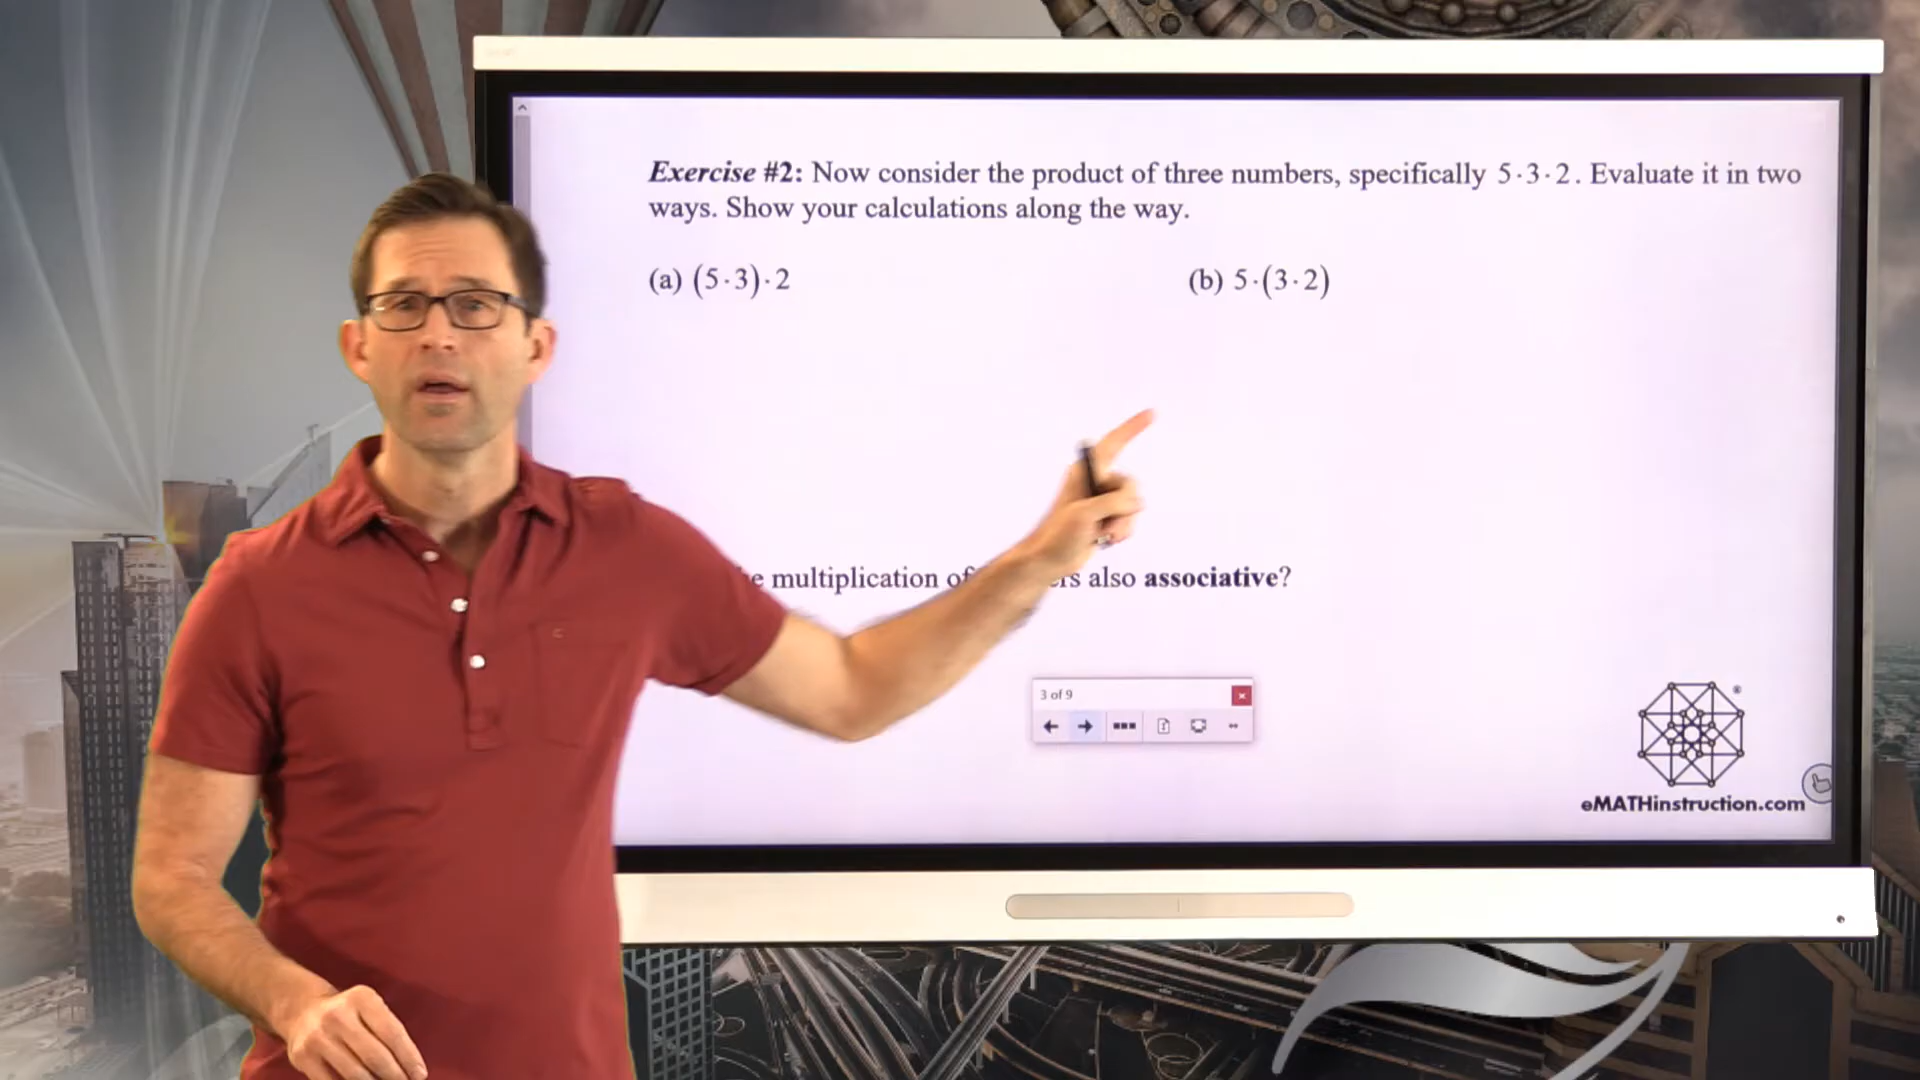 Exercise #2: Now consider the product of three numbers, specifically 5·3·2. Evaluate it in two
ways. Show your calculations along the way.
(a) (5·3)·2
(b) 5·(3·2)
multiplication of also associative?
3 of 9
eMATHinstruction.com